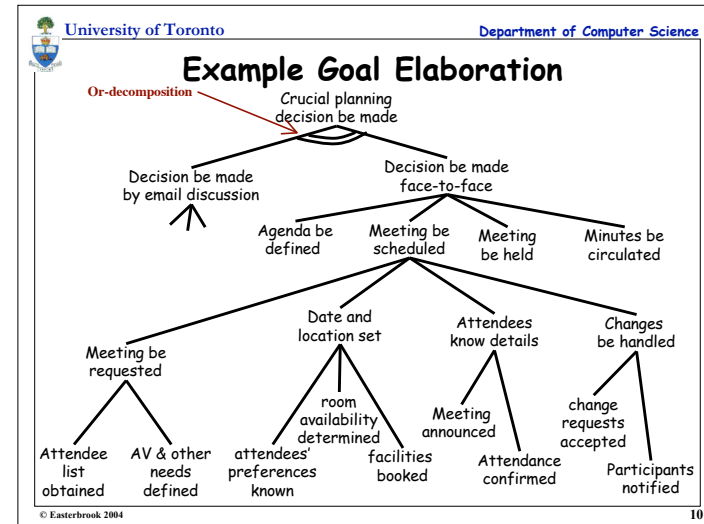 University of Toronto
Department of Computer Science
Example Goal Elaboration
Or-decomposition
Crucial planning
decision be made
Decision be made
by email discussion
Decision be made
face-to-face
Agenda be
defined
Meeting be
scheduled
Meeting
be held
Minutes be
circulated
Meeting be
requested
Date and
location set
Attendees
know details
Changes
be handled
Attendee
list
obtained
AV & other
needs
defined
attendees’
preferences
known
room
availability
determined
facilities
booked
Meeting
announced
Attendance
confirmed
change
requests
accepted
Participants
notified
© Easterbrook 2004
10